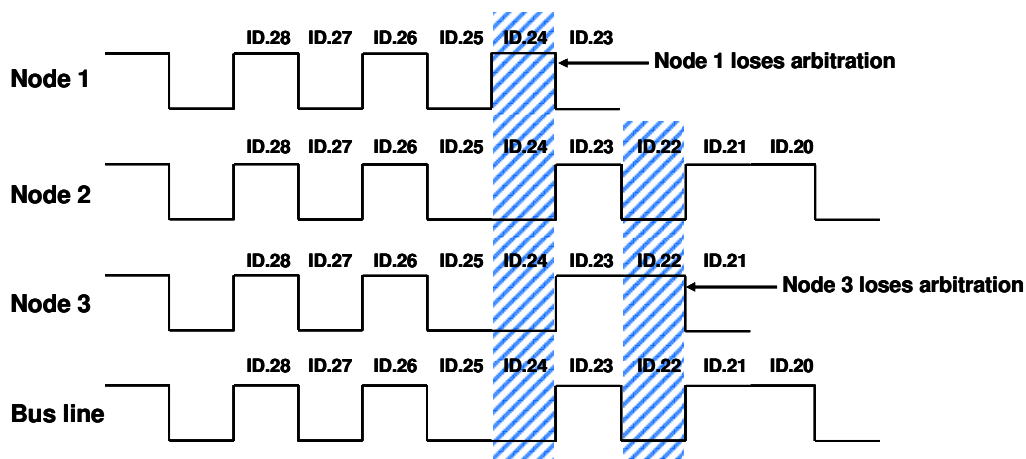 ID.28 ID.27 ID.26 ID.25 ID.24 ID.23
Node 1
Node 1 loses arbitration
ID.28 ID.27 ID.26 ID.25 ID.24 ID.23 ID.22 ID.21 ID.20
Node 2
ID.28 ID.27 ID.26 ID.25 ID.24 ID.23 ID.22 ID.21
Node 3
Node 3 loses arbitration
ID.28 ID.27 ID.26 ID.25 ID.24 ID.23 ID.22 ID.21 ID.20
Bus line